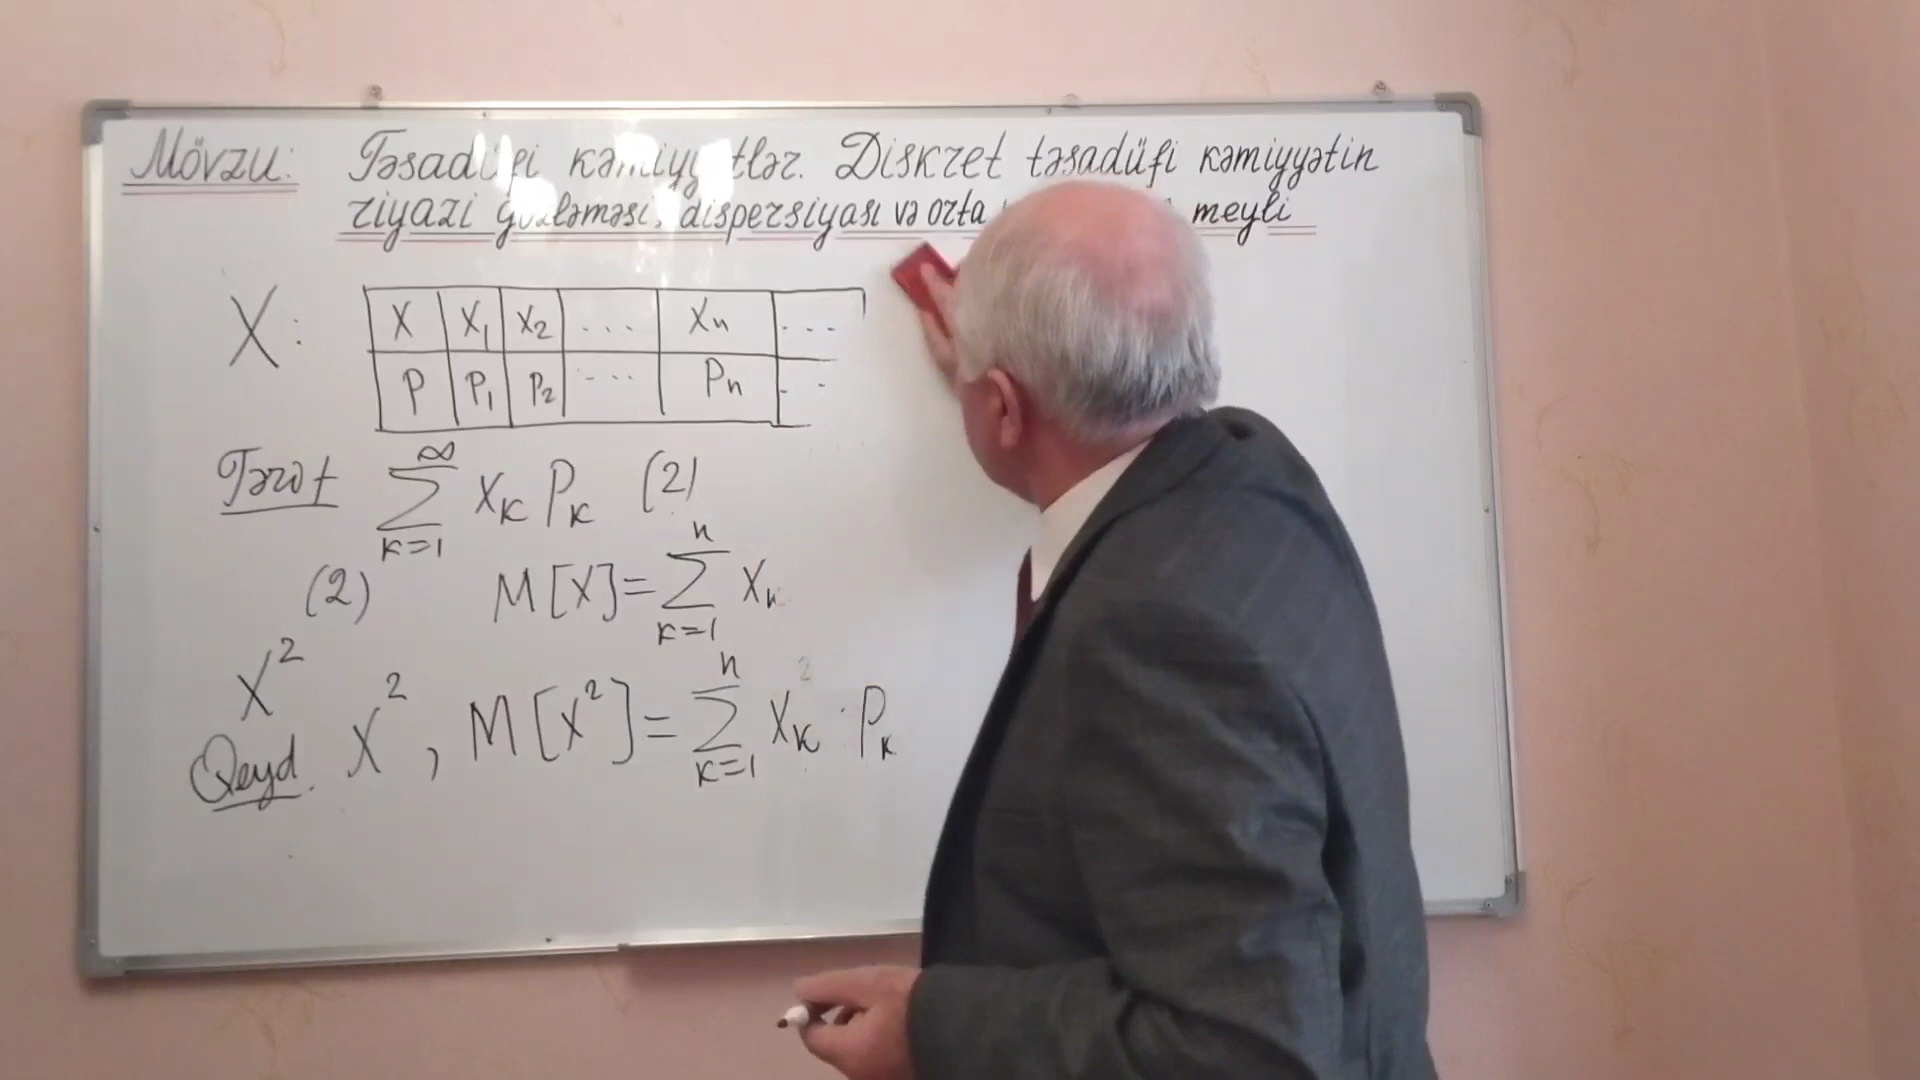 Mövzu: Təsadüfi kəmiyyətlər. Diskret təsadüfi kəmiyyətin
riyazi gözləməsi, dispersiyası və orta meyli
X:
X X₁ X₂ ... Xn ...
P P₁ P₂ ... Pn ...
∞
∑ XK PK (2)
K=1
n
(2) M[X]=∑ XK
K=1
X²
n
Qeyd. X², M[X²]=∑ XK² · PK
K=1